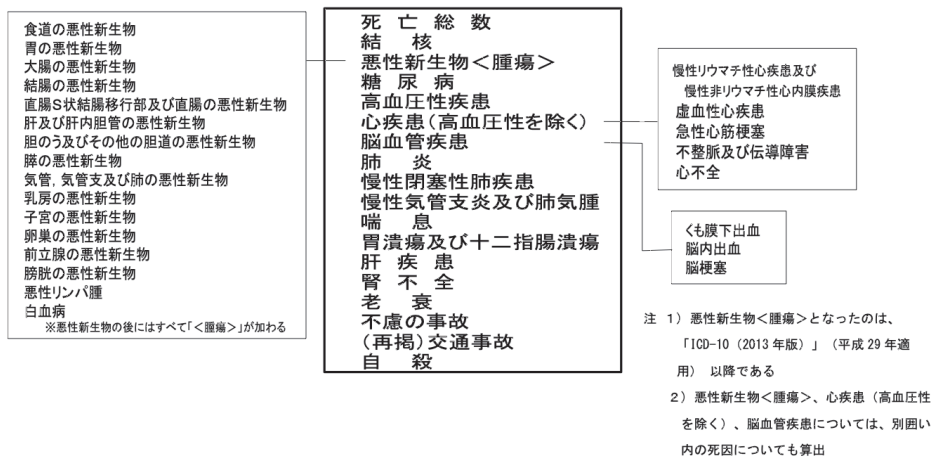 食道の悪性新生物
胃の悪性新生物
大腸の悪性新生物
結腸の悪性新生物
直腸S状結腸移行部及び直腸の悪性新生物
肝及び肝内胆管の悪性新生物
胆のう及びその他の胆道の悪性新生物
膵の悪性新生物
気管，気管支及び肺の悪性新生物
乳房の悪性新生物
子宮の悪性新生物
卵巣の悪性新生物
前立腺の悪性新生物
膀胱の悪性新生物
悪性リンパ腫
白血病
※悪性新生物の後にはすべて「＜腫瘍＞」が加わる
死亡総数
結核
悪性新生物＜腫瘍＞
糖尿病
高血圧性疾患
心疾患（高血圧性を除く）
脳血管疾患
肺炎
慢性閉塞性肺疾患
慢性気管支炎及び肺気腫
喘息
胃潰瘍及び十二指腸潰瘍
肝疾患
腎不全
老衰
不慮の事故
（再掲）交通事故
自殺
慢性リウマチ性心疾患及び
慢性非リウマチ性心内膜疾患
虚血性心疾患
急性心筋梗塞
不整脈及び伝導障害
心不全
くも膜下出血
脳内出血
脳梗塞
注 1）悪性新生物＜腫瘍＞となったのは、
「ICD-10（2013年版）」（平成29年適
用） 以降である
2）悪性新生物＜腫瘍＞、心疾患（高血圧性
を除く）、脳血管疾患については、別囲い
内の死因についても算出